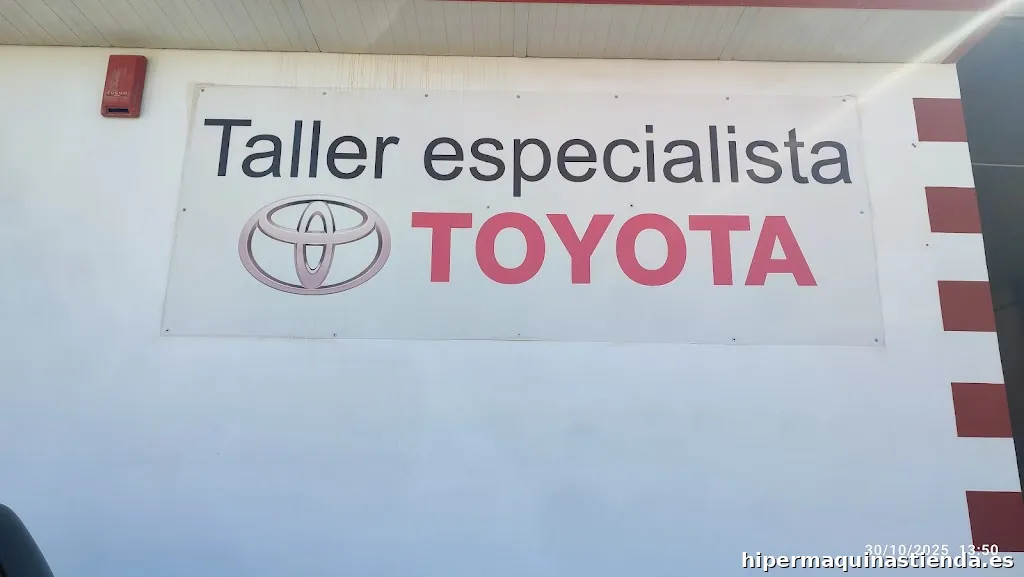 Taller especialista
TOYOTA
30/10/2025 13:50
hipermaquinastienda.es